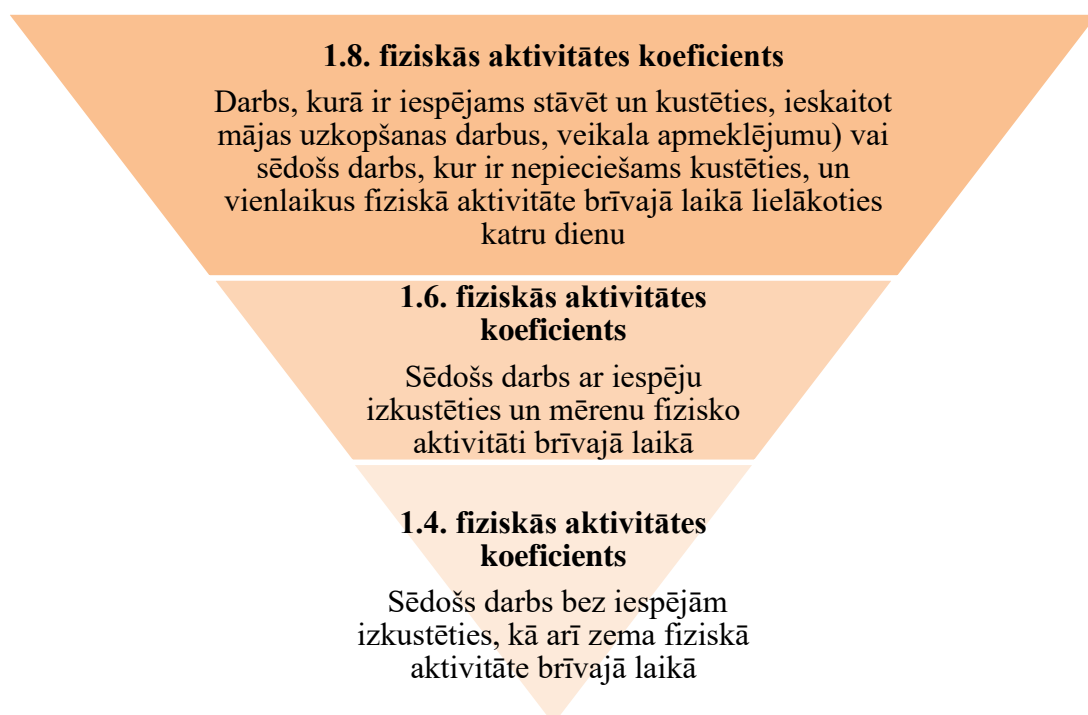 1.8. fiziskās aktivitātes koeficients
Darbs, kurā ir iespējams stāvēt un kustēties, ieskaitot
mājas uzkopšanas darbus, veikala apmeklējumu) vai
sēdošs darbs, kur ir nepieciešams kustēties, un
vienlaikus fiziskā aktivitāte brīvajā laikā lielākoties
katru dienu
1.6. fiziskās aktivitātes
koeficients
Sēdošs darbs ar iespēju
izkustēties un mērenu fizisko
aktivitāti brīvajā laikā
1.4. fiziskās aktivitātes
koeficients
Sēdošs darbs bez iespējām
izkustēties, kā arī zema fiziskā
aktivitāte brīvajā laikā